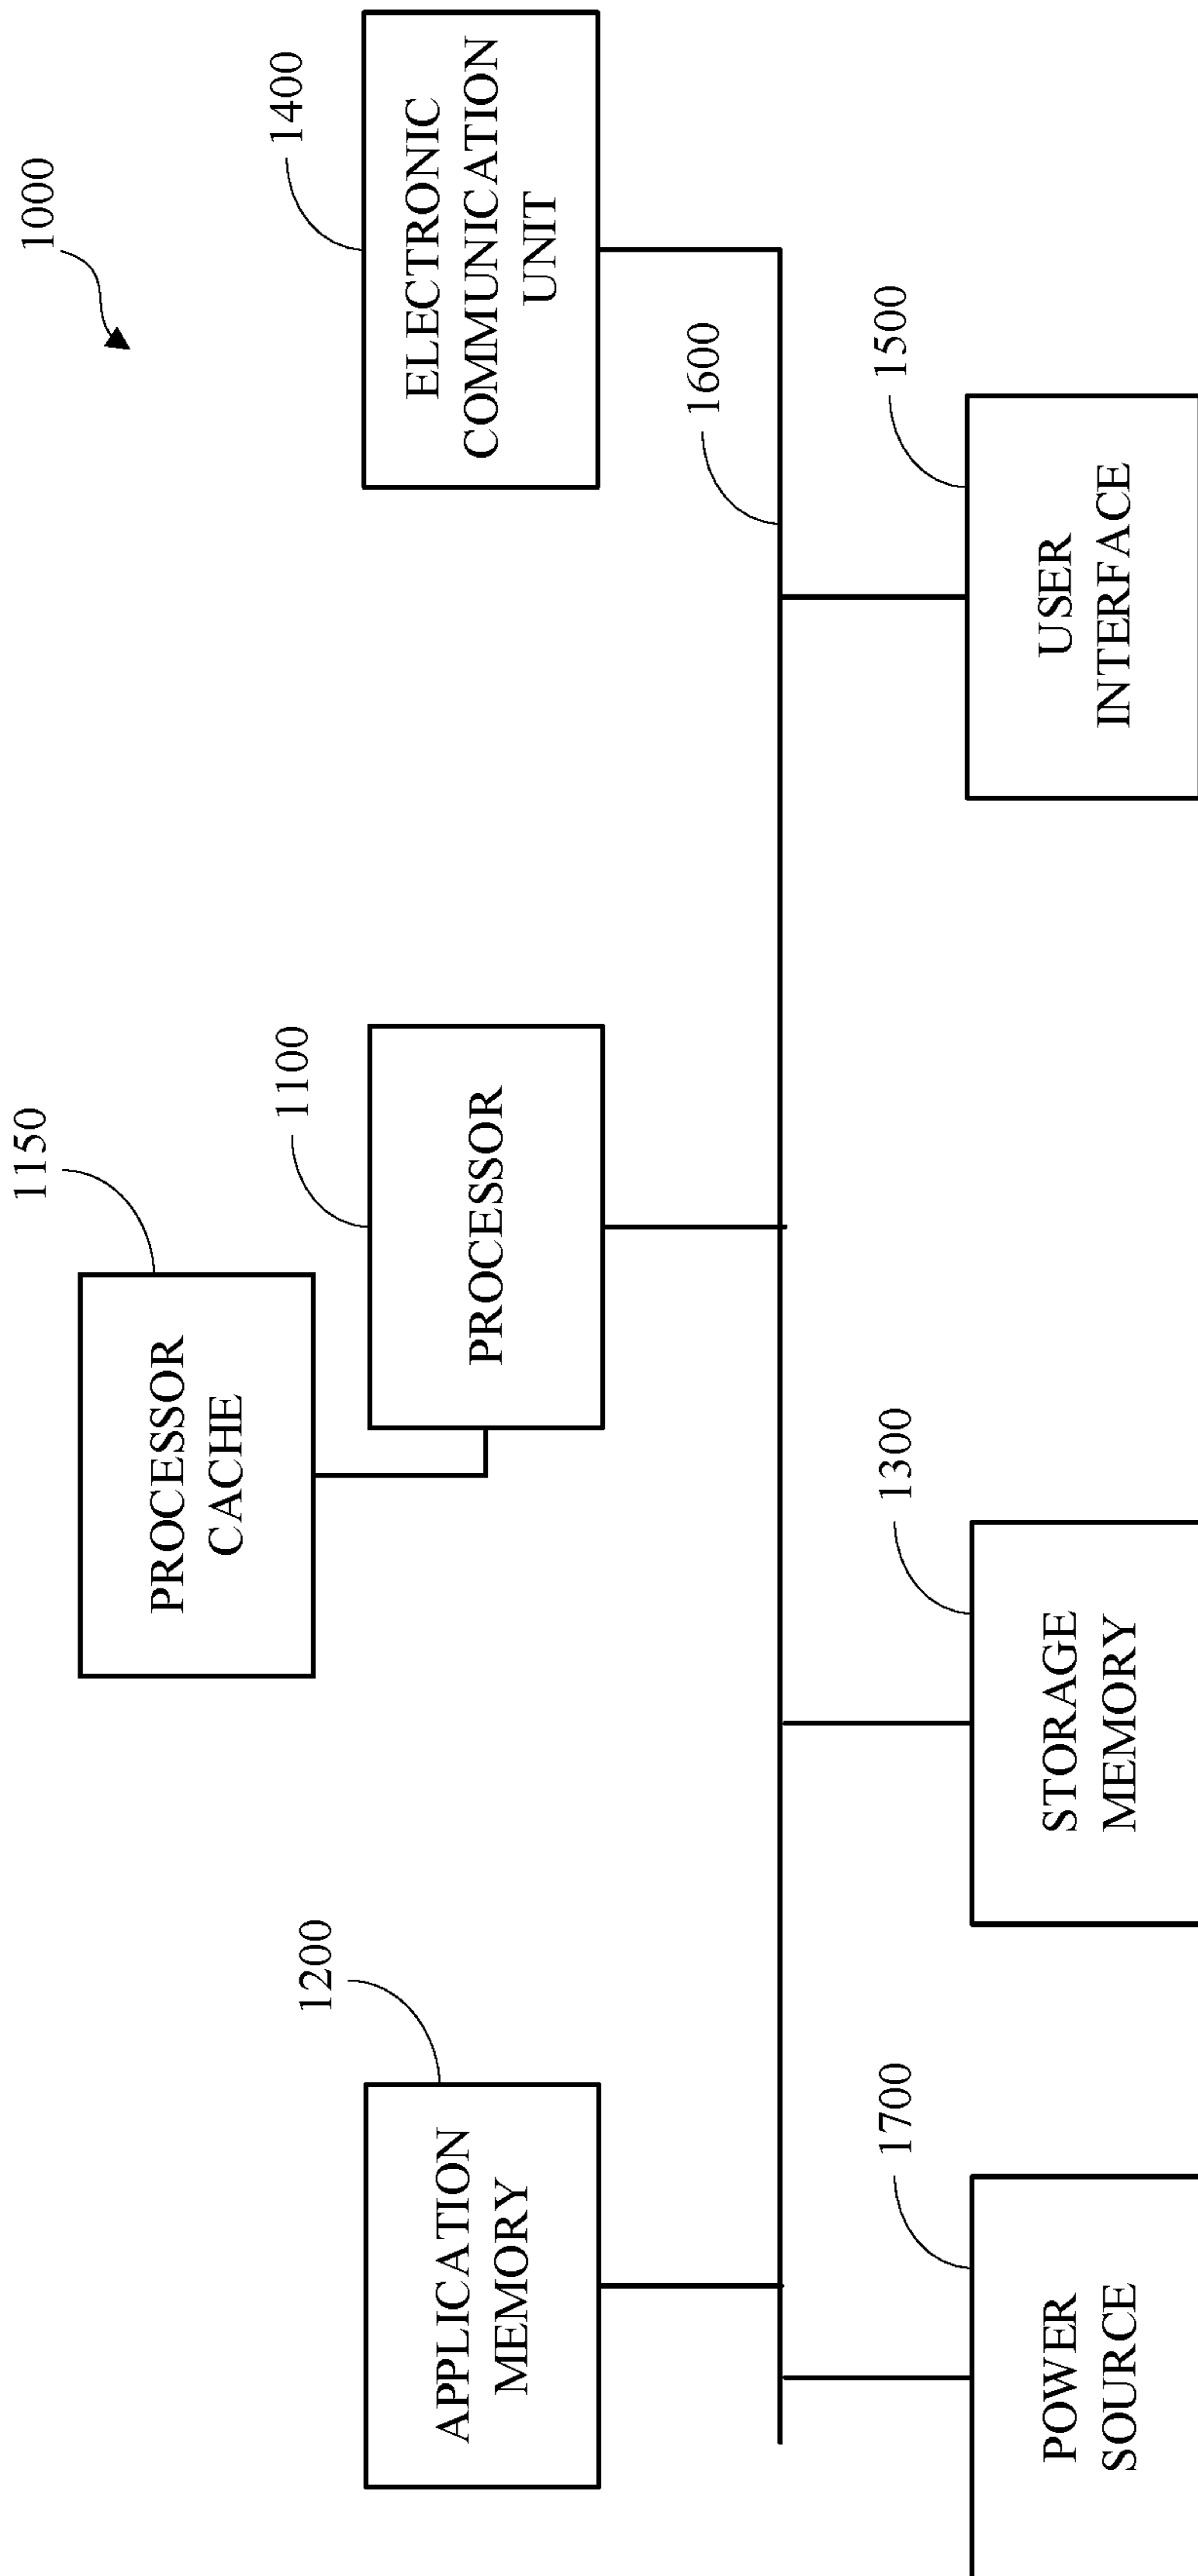 1000
1150
PROCESSOR
CACHE
1200
APPLICATION
MEMORY
1100
PROCESSOR
1400
ELECTRONIC
COMMUNICATION
UNIT
1600
1700
POWER
SOURCE
1300
STORAGE
MEMORY
1500
USER
INTERFACE